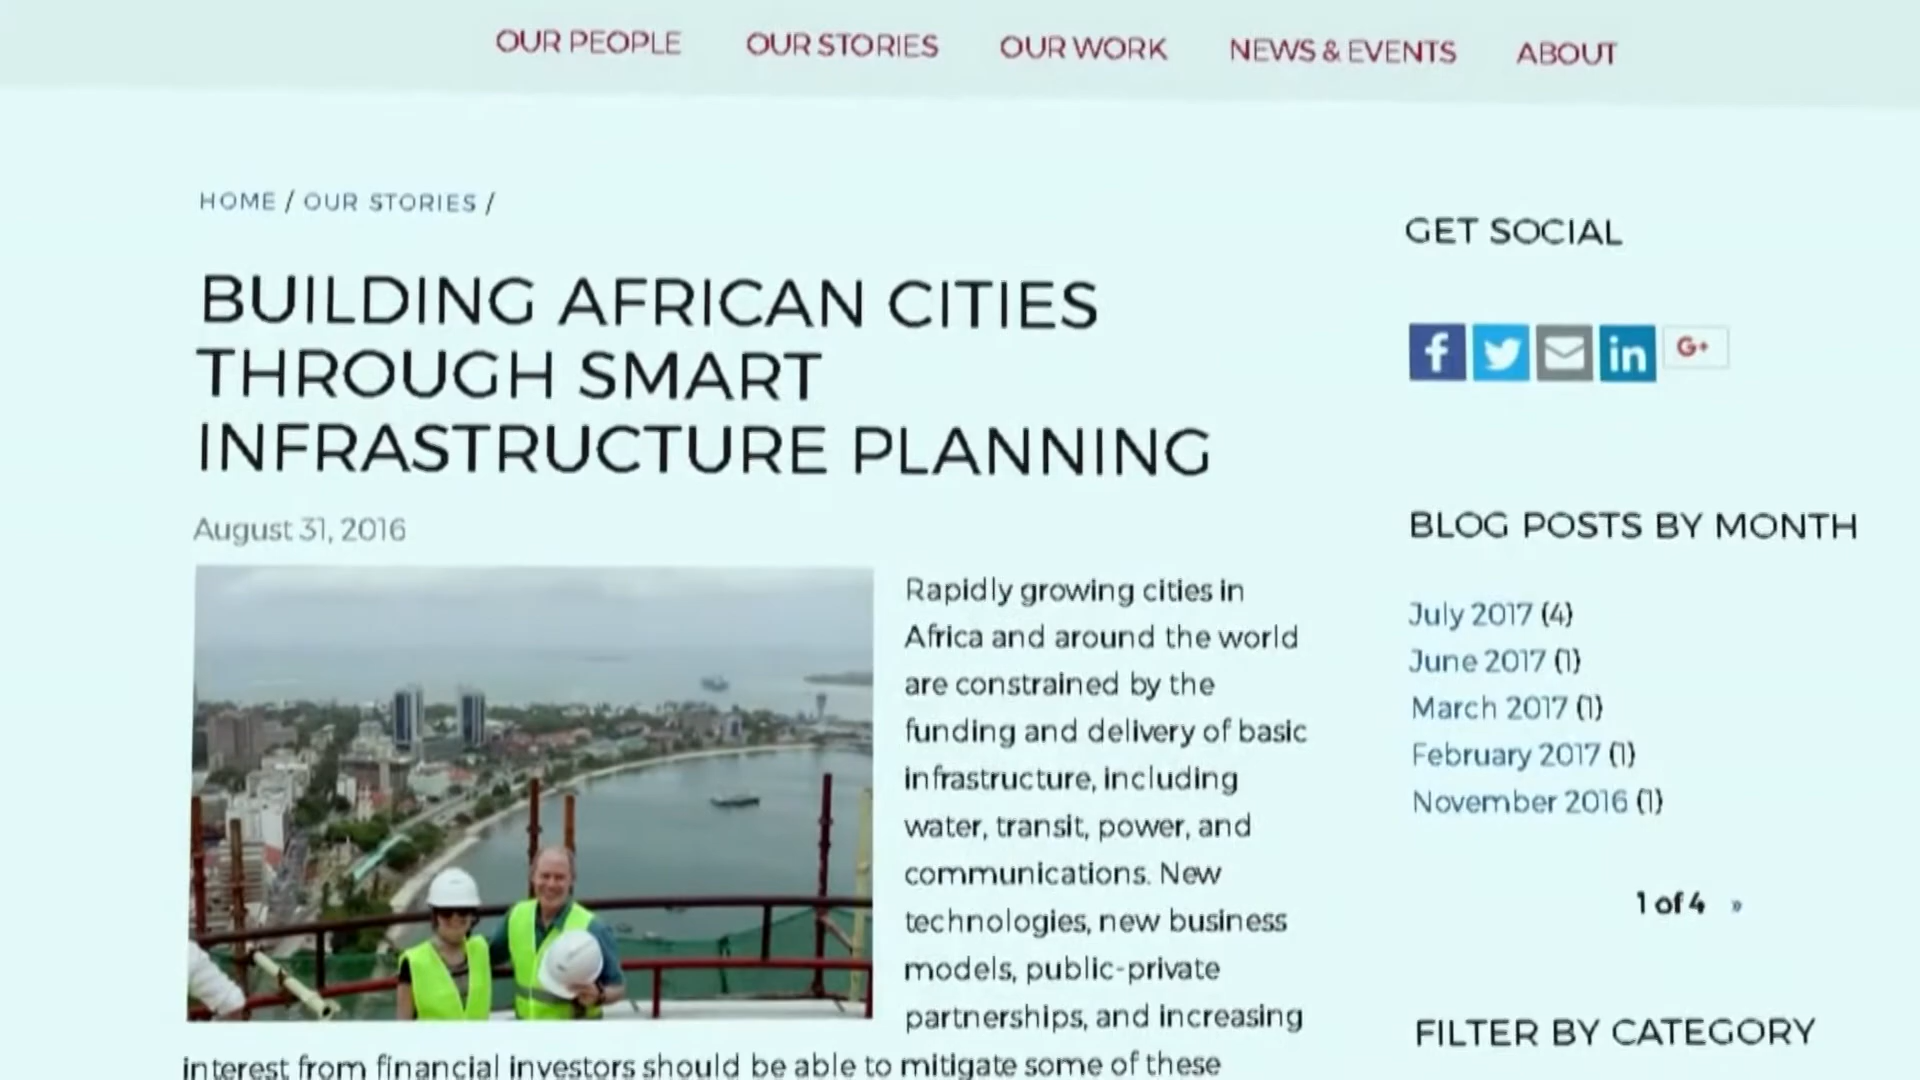 OUR PEOPLE OUR STORIES OUR WORK NEWS & EVENTS ABOUT
HOME / OUR STORIES /
BUILDING AFRICAN CITIES
THROUGH SMART
INFRASTRUCTURE PLANNING
August 31, 2016
Rapidly growing cities in
Africa and around the world
are constrained by the
funding and delivery of basic
infrastructure, including
water, transit, power, and
communications. New
technologies, new business
models, public-private
partnerships, and increasing
interest from financial investors should be able to mitigate some of these
GET SOCIAL
f in G+
BLOG POSTS BY MONTH
July 2017 (4)
June 2017 (1)
March 2017 (1)
February 2017 (1)
November 2016 (1)
1 of 4 »
FILTER BY CATEGORY